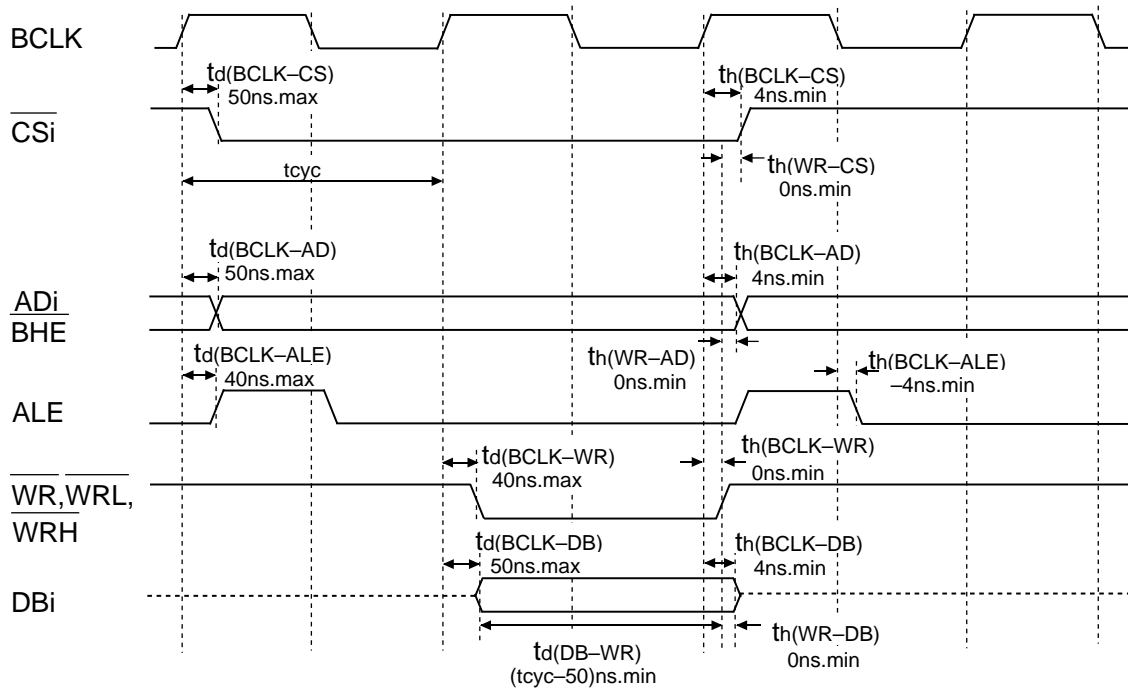 BCLK
td(BCLK–CS)
50ns.max
th(BCLK–CS)
4ns.min
CSi
tcyc
th(WR–CS)
0ns.min
td(BCLK–AD)
50ns.max
th(BCLK–AD)
4ns.min
ADi
BHE
td(BCLK–ALE)
40ns.max
th(WR–AD)
0ns.min
th(BCLK–ALE)
–4ns.min
ALE
td(BCLK–WR)
40ns.max
th(BCLK–WR)
0ns.min
WR,WRL,
WRH
td(BCLK–DB)
50ns.max
th(BCLK–DB)
4ns.min
DBi
td(DB–WR)
(tcyc–50)ns.min
th(WR–DB)
0ns.min